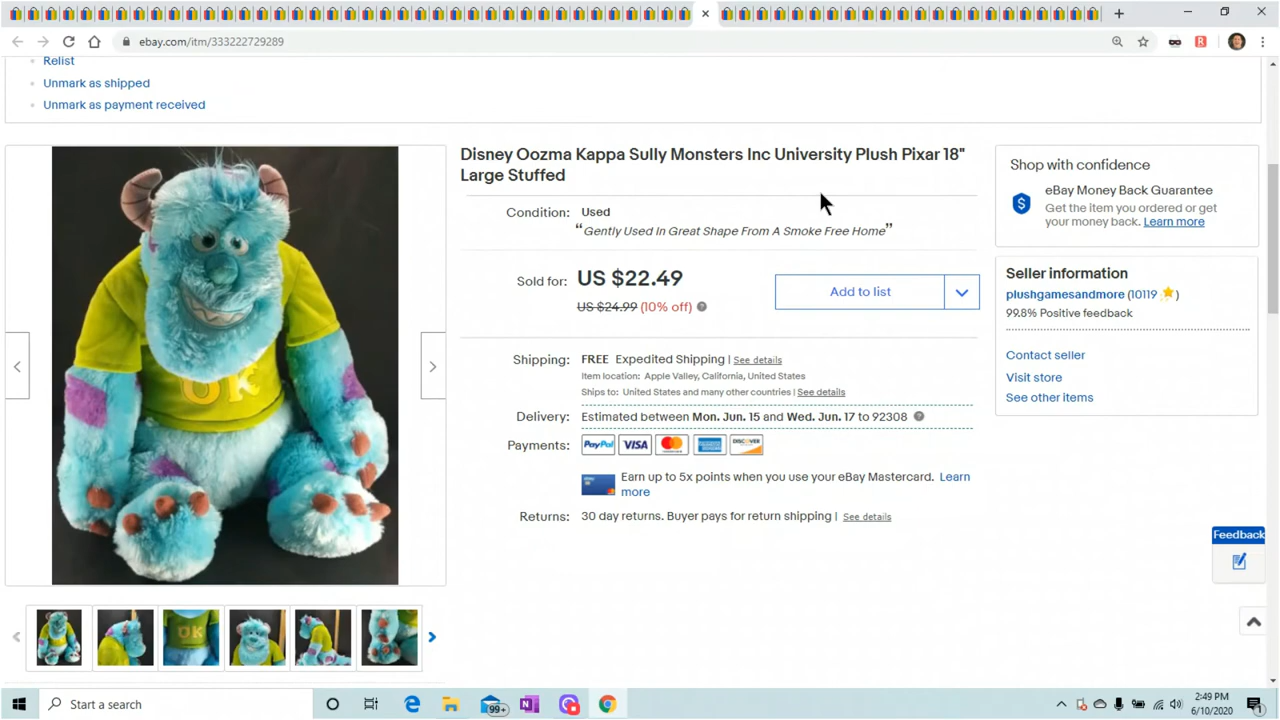 ebay.com/itm/333222729289
Relist
Unmark as shipped
Unmark as payment received
Disney Oozma Kappa Sully Monsters Inc University Plush Pixar 18"
Large Stuffed
Condition: Used
“Gently Used In Great Shape From A Smoke Free Home”
Sold for: US $22.49
US $24.99 (10% off)
Add to list
Shipping: FREE Expedited Shipping | See details
Item location: Apple Valley, California, United States
Ships to: United States and many other countries | See details
Delivery: Estimated between Mon. Jun. 15 and Wed. Jun. 17 to 92308
Payments: PayPal VISA MasterCard AMERICAN EXPRESS DISCOVER
Earn up to 5x points when you use your eBay Mastercard. Learn
more
Returns: 30 day returns. Buyer pays for return shipping | See details
Shop with confidence
eBay Money Back Guarantee
Get the item you ordered or get
your money back. Learn more
Seller information
plushgamesandmore (10119)
99.8% Positive feedback
Contact seller
Visit store
See other items
Feedback
OK
OK
Start a search
99+
2:49 PM
6/10/2020
1